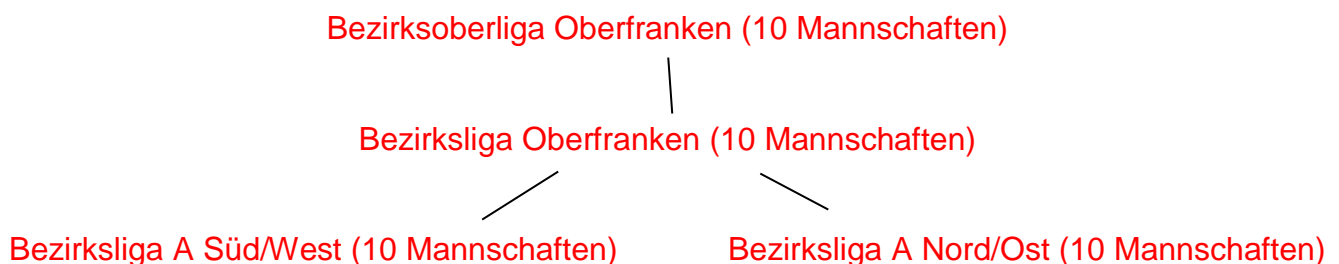 Bezirksoberliga Oberfranken (10 Mannschaften)
Bezirksliga Oberfranken (10 Mannschaften)
Bezirksliga A Süd/West (10 Mannschaften) Bezirksliga A Nord/Ost (10 Mannschaften)